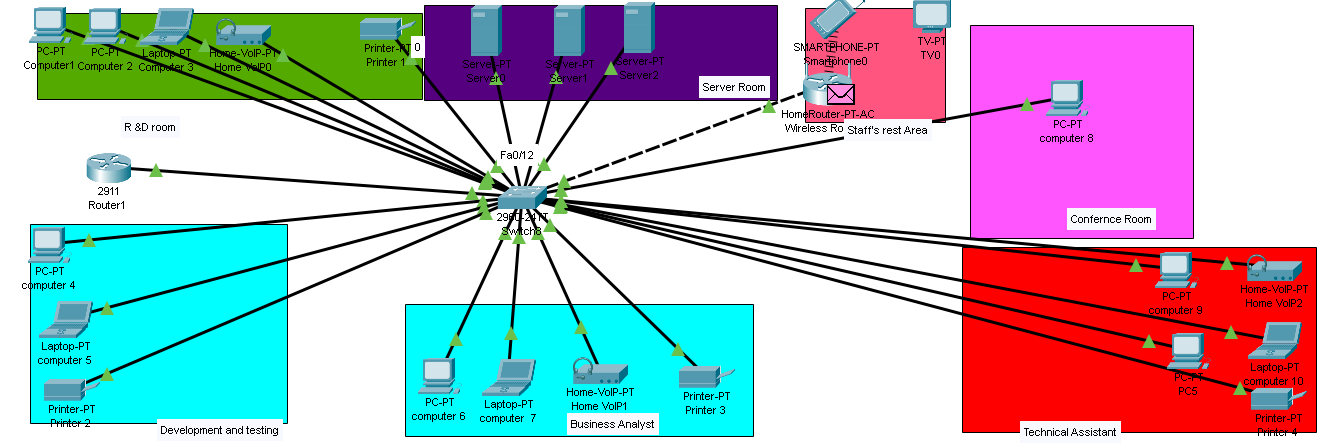 PC-PT
Computer1
PC-PT
Computer 2
Laptop-PT
Computer 3
Home-VoIP-PT
Home VoIP0
Printer-PT
Printer 1
0
Server-PT
Server0
Server-PT
Server1
Server-PT
Server2
Server Room
SMARTPHONE-PT
Smartphone0
TV-PT
TV0
HomeRouter-PT-AC
Wireless Ro
Staff's rest Area
PC-PT
computer 8
Confernce Room
R &D room
2911
Router1
Fa0/12
2960-24TT
Switch3
PC-PT
computer 4
Laptop-PT
computer 5
Printer-PT
Printer 2
Development and testing
PC-PT
computer 6
Laptop-PT
computer 7
Home-VoIP-PT
Home VoIP1
Printer-PT
Printer 3
Business Analyst
PC-PT
computer 9
Home-VoIP-PT
Home VoIP2
PC-PT
PC5
Laptop-PT
computer 10
Printer-PT
Printer 4
Technical Assistant